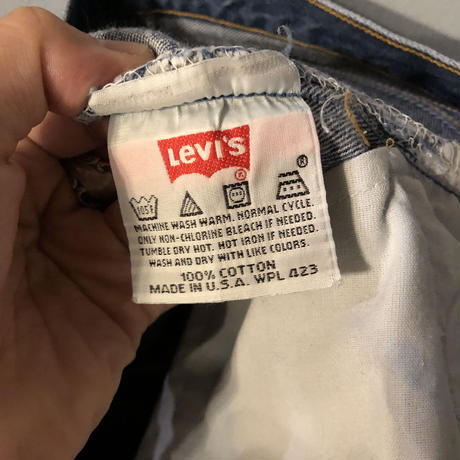 Levi's
®
®
105F
MACHINE WASH WARM. NORMAL CYCLE.
ONLY NON-CHLORINE BLEACH IF NEEDED.
TUMBLE DRY HOT. HOT IRON IF NEEDED.
WASH AND DRY WITH LIKE COLORS.
100% COTTON
MADE IN U.S.A. WPL 423